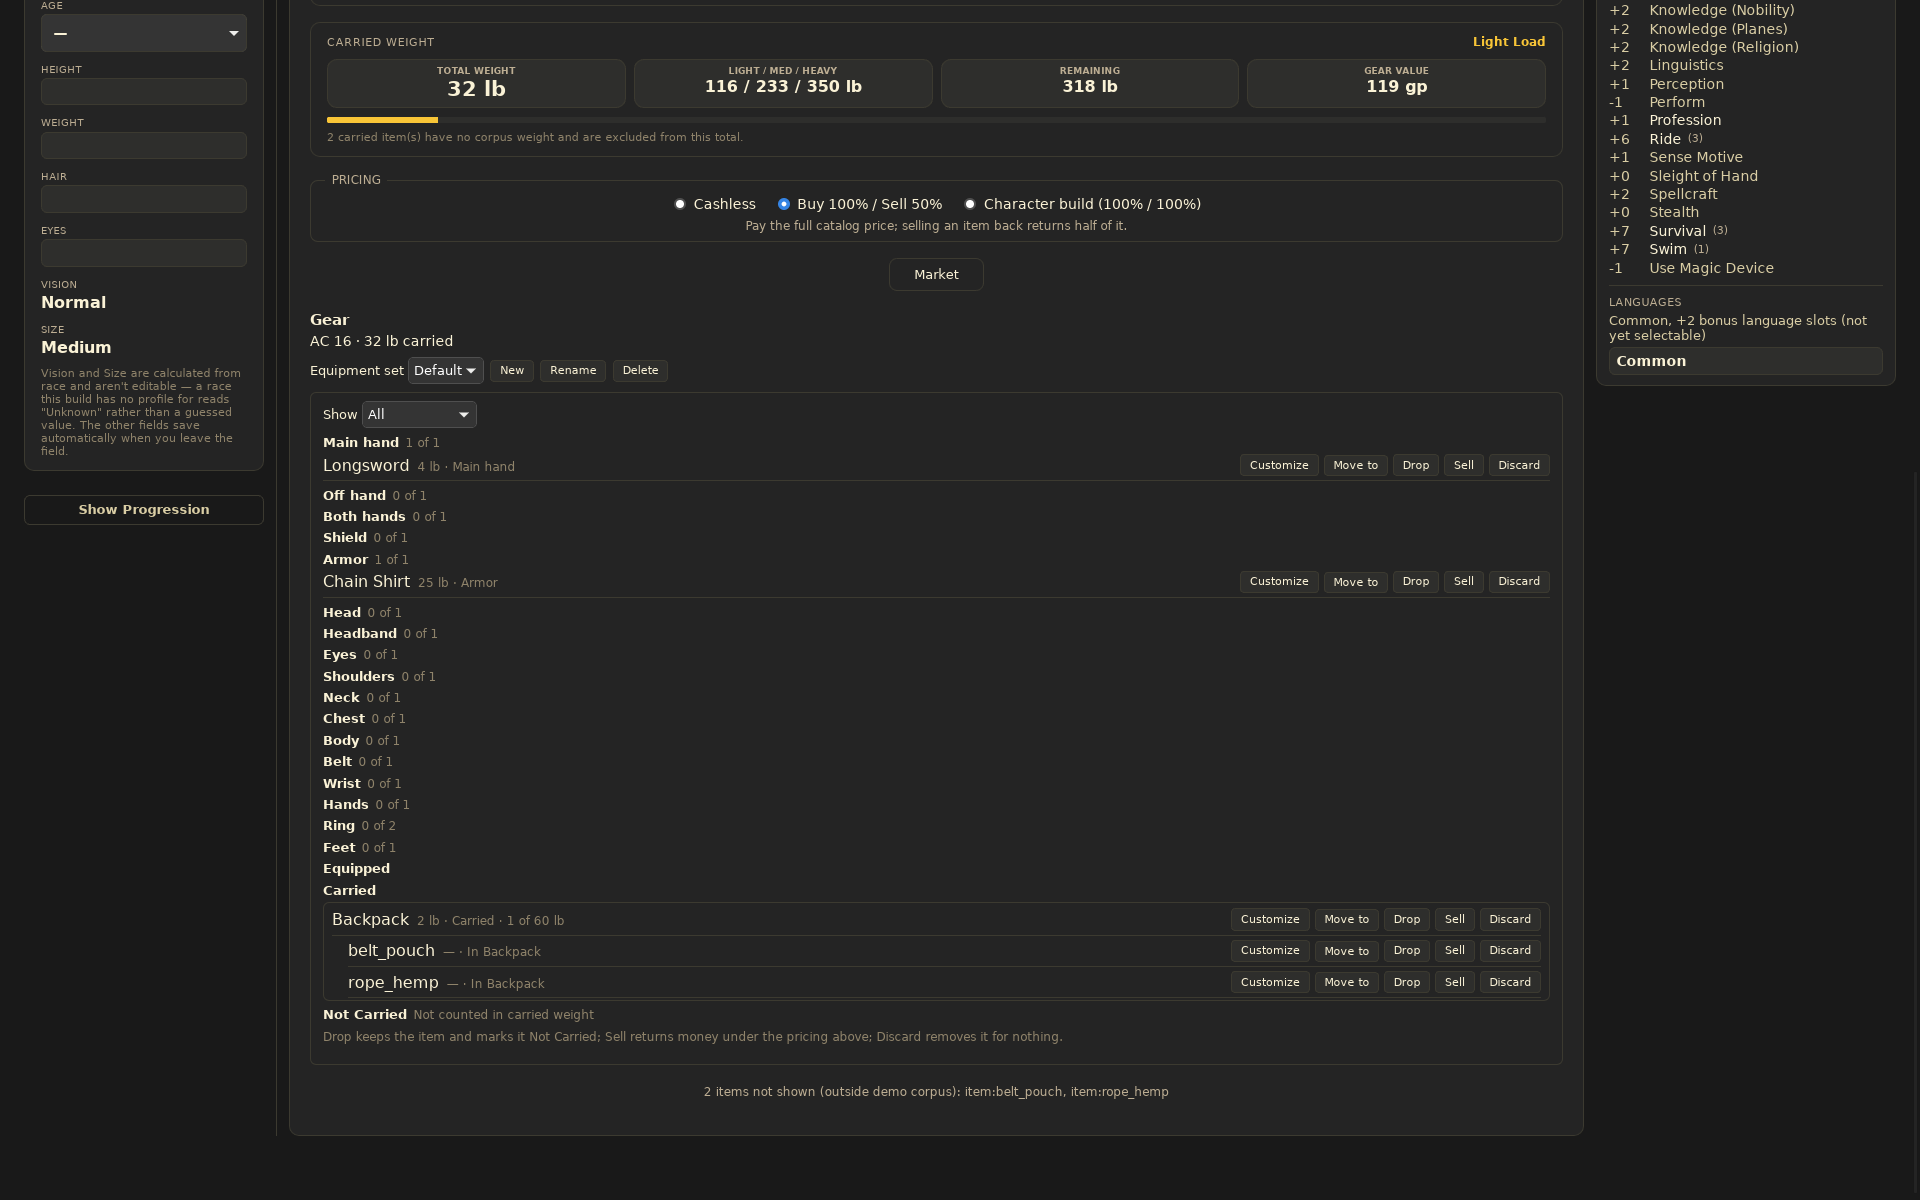 AGE
—
HEIGHT
WEIGHT
HAIR
EYES
VISION
Normal
SIZE
Medium
Vision and Size are calculated from
race and aren't editable — a race
this build has no profile for reads
"Unknown" rather than a guessed
value. The other fields save
automatically when you leave the
field.
Show Progression
CARRIED WEIGHT
Light Load
TOTAL WEIGHT
32 lb
LIGHT / MED / HEAVY
116 / 233 / 350 lb
REMAINING
318 lb
GEAR VALUE
119 gp
2 carried item(s) have no corpus weight and are excluded from this total.
PRICING
Cashless Buy 100% / Sell 50% Character build (100% / 100%)
Pay the full catalog price; selling an item back returns half of it.
Market
Gear
AC 16 · 32 lb carried
Equipment set Default New Rename Delete
Show All
Main hand 1 of 1
Longsword 4 lb · Main hand Customize Move to Drop Sell Discard
Off hand 0 of 1
Both hands 0 of 1
Shield 0 of 1
Armor 1 of 1
Chain Shirt 25 lb · Armor Customize Move to Drop Sell Discard
Head 0 of 1
Headband 0 of 1
Eyes 0 of 1
Shoulders 0 of 1
Neck 0 of 1
Chest 0 of 1
Body 0 of 1
Belt 0 of 1
Wrist 0 of 1
Hands 0 of 1
Ring 0 of 2
Feet 0 of 1
Equipped
Carried
Backpack 2 lb · Carried · 1 of 60 lb Customize Move to Drop Sell Discard
belt_pouch — · In Backpack Customize Move to Drop Sell Discard
rope_hemp — · In Backpack Customize Move to Drop Sell Discard
Not Carried Not counted in carried weight
Drop keeps the item and marks it Not Carried; Sell returns money under the pricing above; Discard removes it for nothing.
2 items not shown (outside demo corpus): item:belt_pouch, item:rope_hemp
+2 Knowledge (Nobility)
+2 Knowledge (Planes)
+2 Knowledge (Religion)
+2 Linguistics
+1 Perception
-1 Perform
+1 Profession
+6 Ride (3)
+1 Sense Motive
+0 Sleight of Hand
+2 Spellcraft
+0 Stealth
+7 Survival (3)
+7 Swim (1)
-1 Use Magic Device
LANGUAGES
Common, +2 bonus language slots (not
yet selectable)
Common